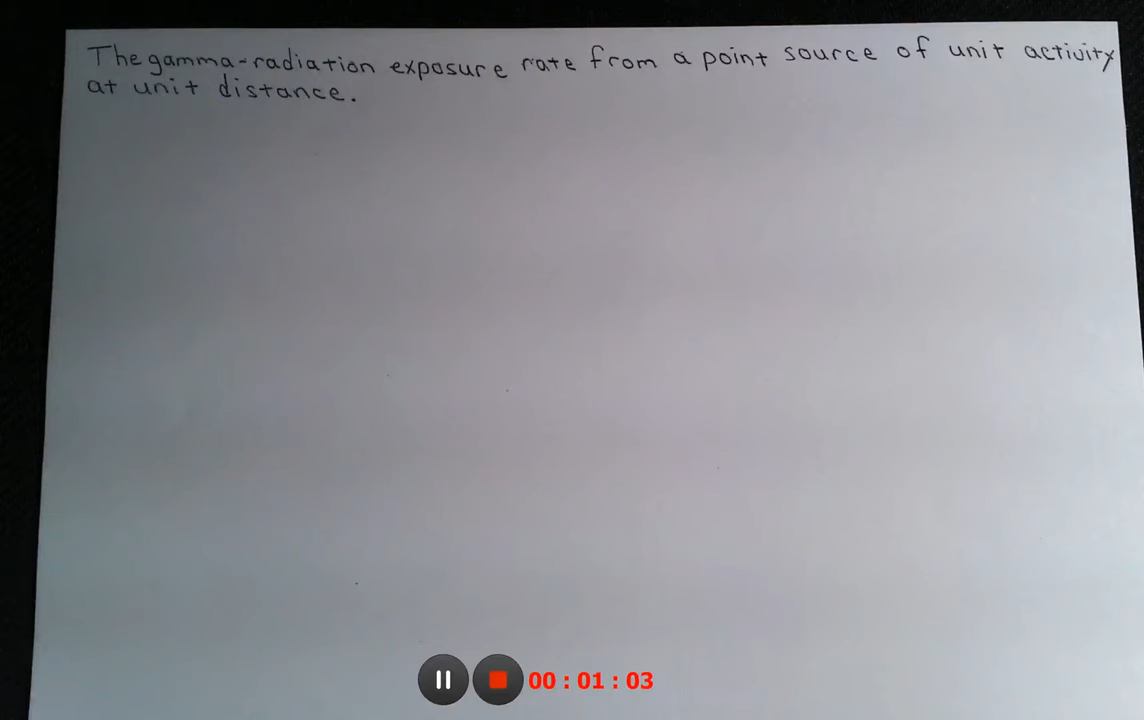 The gamma-radiation exposure rate from a point source of unit activity
at unit distance.
00 : 01 : 03